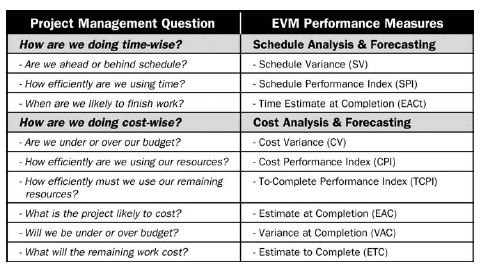 Project Management Question EVM Performance Measures
How are we doing time-wise? Schedule Analysis & Forecasting
- Are we ahead or behind schedule? - Schedule Variance (SV)
- How efficiently are we using time? - Schedule Performance Index (SPI)
- When are we likely to finish work? - Time Estimate at Completion (EACt)
How are we doing cost-wise? Cost Analysis & Forecasting
- Are we under or over our budget? - Cost Variance (CV)
- How efficiently are we using our resources? - Cost Performance Index (CPI)
- How efficiently must we use our remaining - To-Complete Performance Index (TCPI)
resources?
- What is the project likely to cost? - Estimate at Completion (EAC)
- Will we be under or over budget? - Variance at Completion (VAC)
- What will the remaining work cost? - Estimate to Complete (ETC)